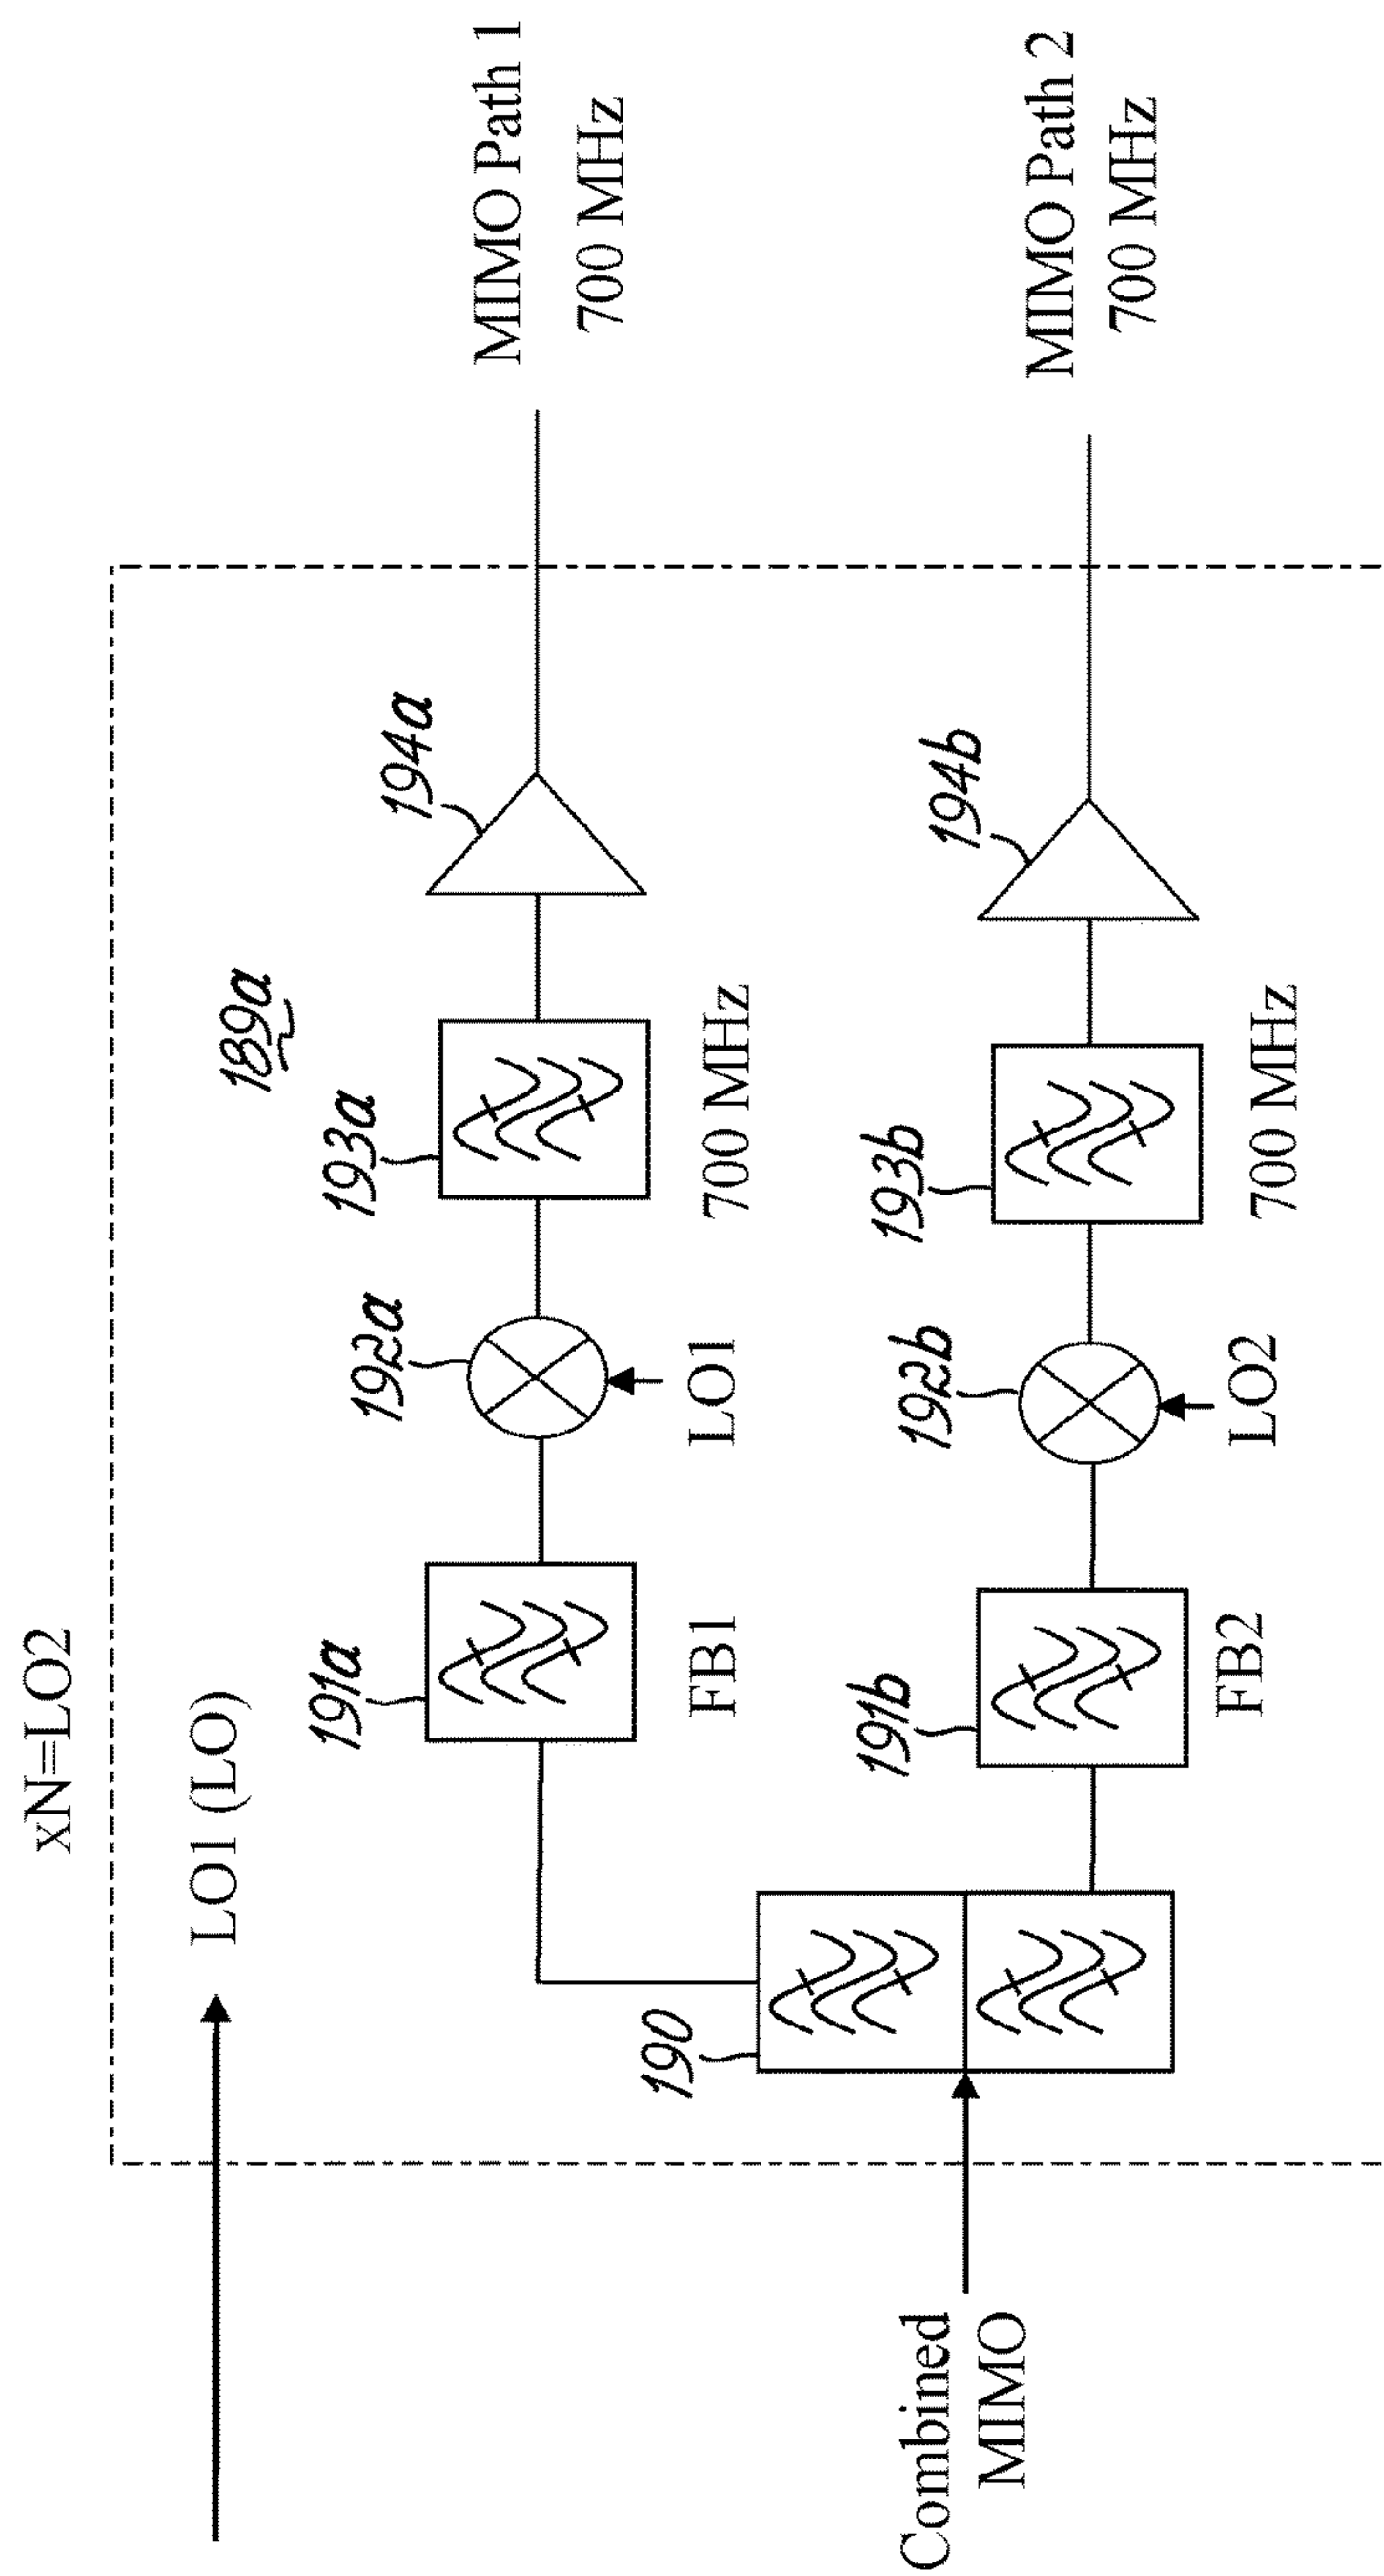 xN=LO2
LO1 (LO)
189a
191a
192a
193a
194a
MIMO Path 1
700 MHz
FB1
LO1
700 MHz
190
191b
192b
193b
194b
MIMO Path 2
700 MHz
Combined
MIMO
FB2
LO2
700 MHz